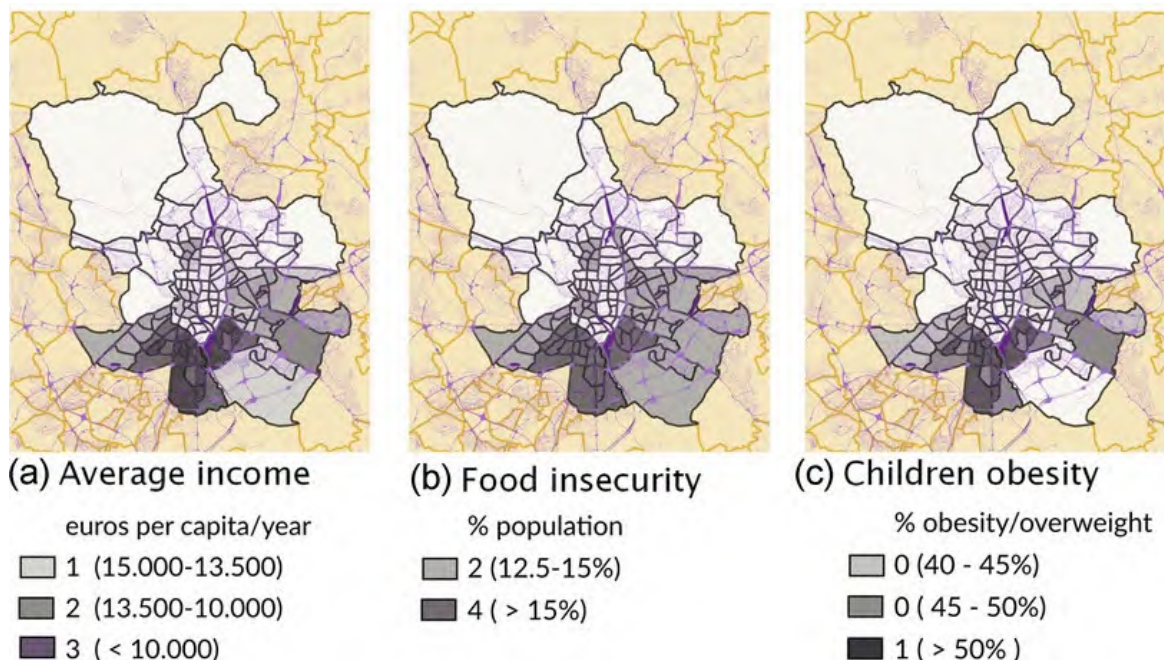 (a) Average income
euros per capita/year
1 (15.000-13.500)
2 (13.500-10.000)
3 ( < 10.000)
(b) Food insecurity
% population
2 (12.5-15%)
4 ( > 15%)
(c) Children obesity
% obesity/overweight
0 (40 - 45%)
0 ( 45 - 50%)
1 ( > 50% )